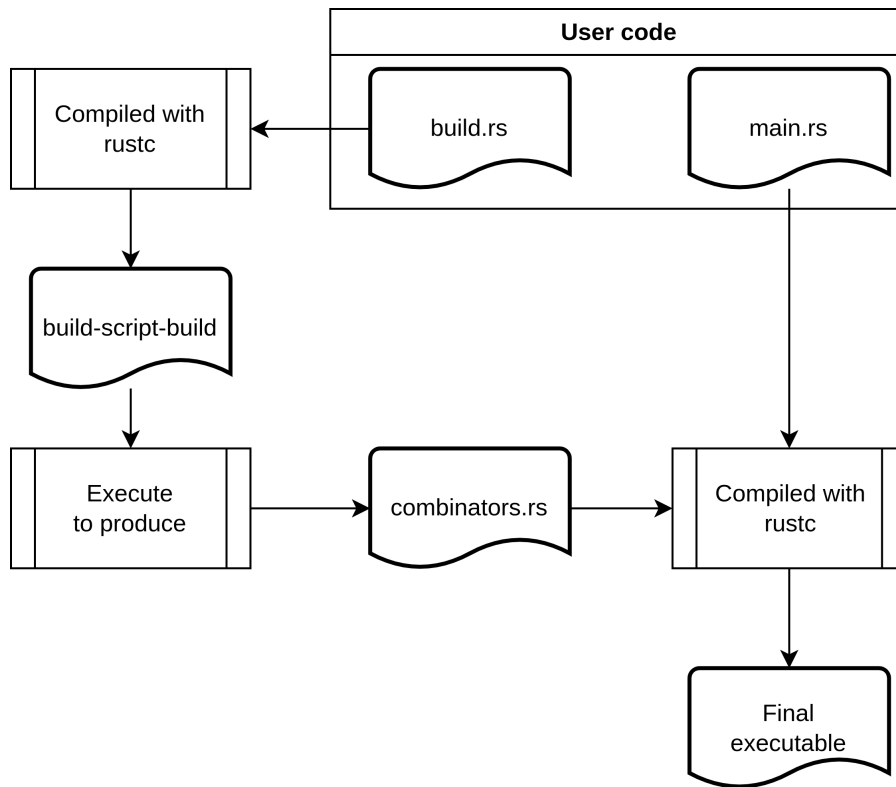 User code
Compiled with
rustc
build.rs
main.rs
build-script-build
Execute
to produce
combinators.rs
Compiled with
rustc
Final
executable